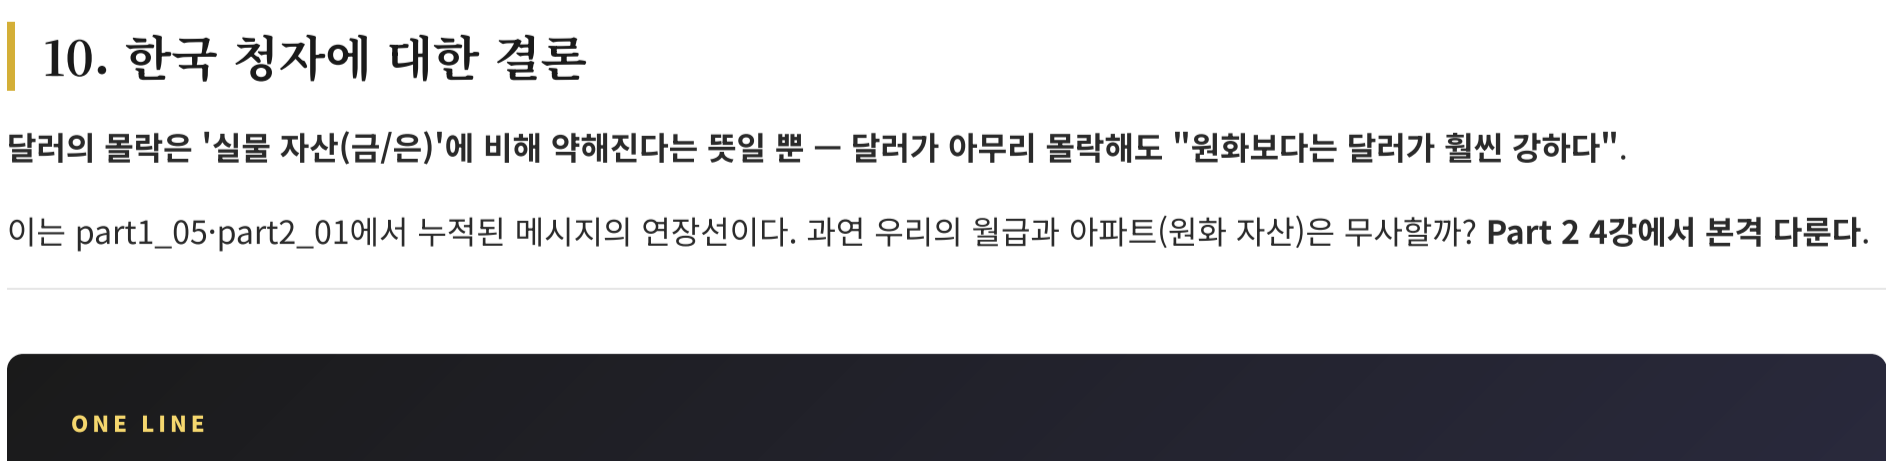 10. 한국 청자에 대한 결론
달러의 몰락은 '실물 자산(금/은)'에 비해 약해진다는 뜻일 뿐 — 달러가 아무리 몰락해도 "원화보다는 달러가 훨씬 강하다".
이는 part1_05·part2_01에서 누적된 메시지의 연장선이다. 과연 우리의 월급과 아파트(원화 자산)은 무사할까? Part 2 4강에서 본격 다룬다.
ONE LINE